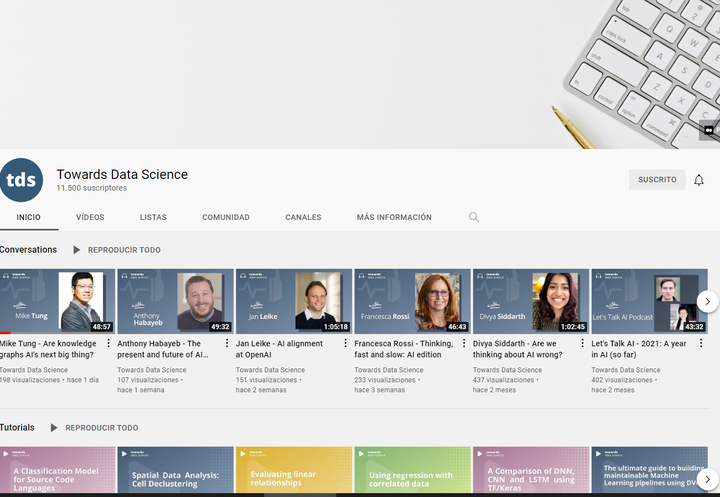 tds
Towards Data Science
11.500 suscriptores
SUSCRITO
INICIO
VÍDEOS
LISTAS
COMUNIDAD
CANALES
MÁS INFORMACIÓN
Conversations
REPRODUCIR TODO
Mike Tung
48:57
Anthony
Habayeb
49:32
Jan Leike
1:05:18
Francesca Rossi
46:43
Divya Siddarth
1:02:45
Let's Talk AI Podcast
43:32
Mike Tung - Are knowledge
graphs AI's next big thing?
Towards Data Science
198 visualizaciones • hace 1 día
Anthony Habayeb - The
present and future of AI...
Towards Data Science
107 visualizaciones •
hace 1 semana
Jan Leike - AI alignment
at OpenAI
Towards Data Science
151 visualizaciones •
hace 2 semanas
Francesca Rossi - Thinking,
fast and slow: AI edition
Towards Data Science
233 visualizaciones •
hace 3 semanas
Divya Siddarth - Are we
thinking about AI wrong?
Towards Data Science
437 visualizaciones •
hace 2 meses
Let's Talk AI - 2021: A year
in AI (so far)
Towards Data Science
402 visualizaciones •
hace 2 meses
Tutorials
REPRODUCIR TODO
A Classification Model
for Source Code
Languages
Spatial Data Analysis:
Cell Declustering
Evaluating linear
relationships
Using regression with
correlated data
A Comparison of DNN,
CNN and LSTM using
TF/Keras
The ultimate guide to building
maintainable Machine
Learning pipelines using DV